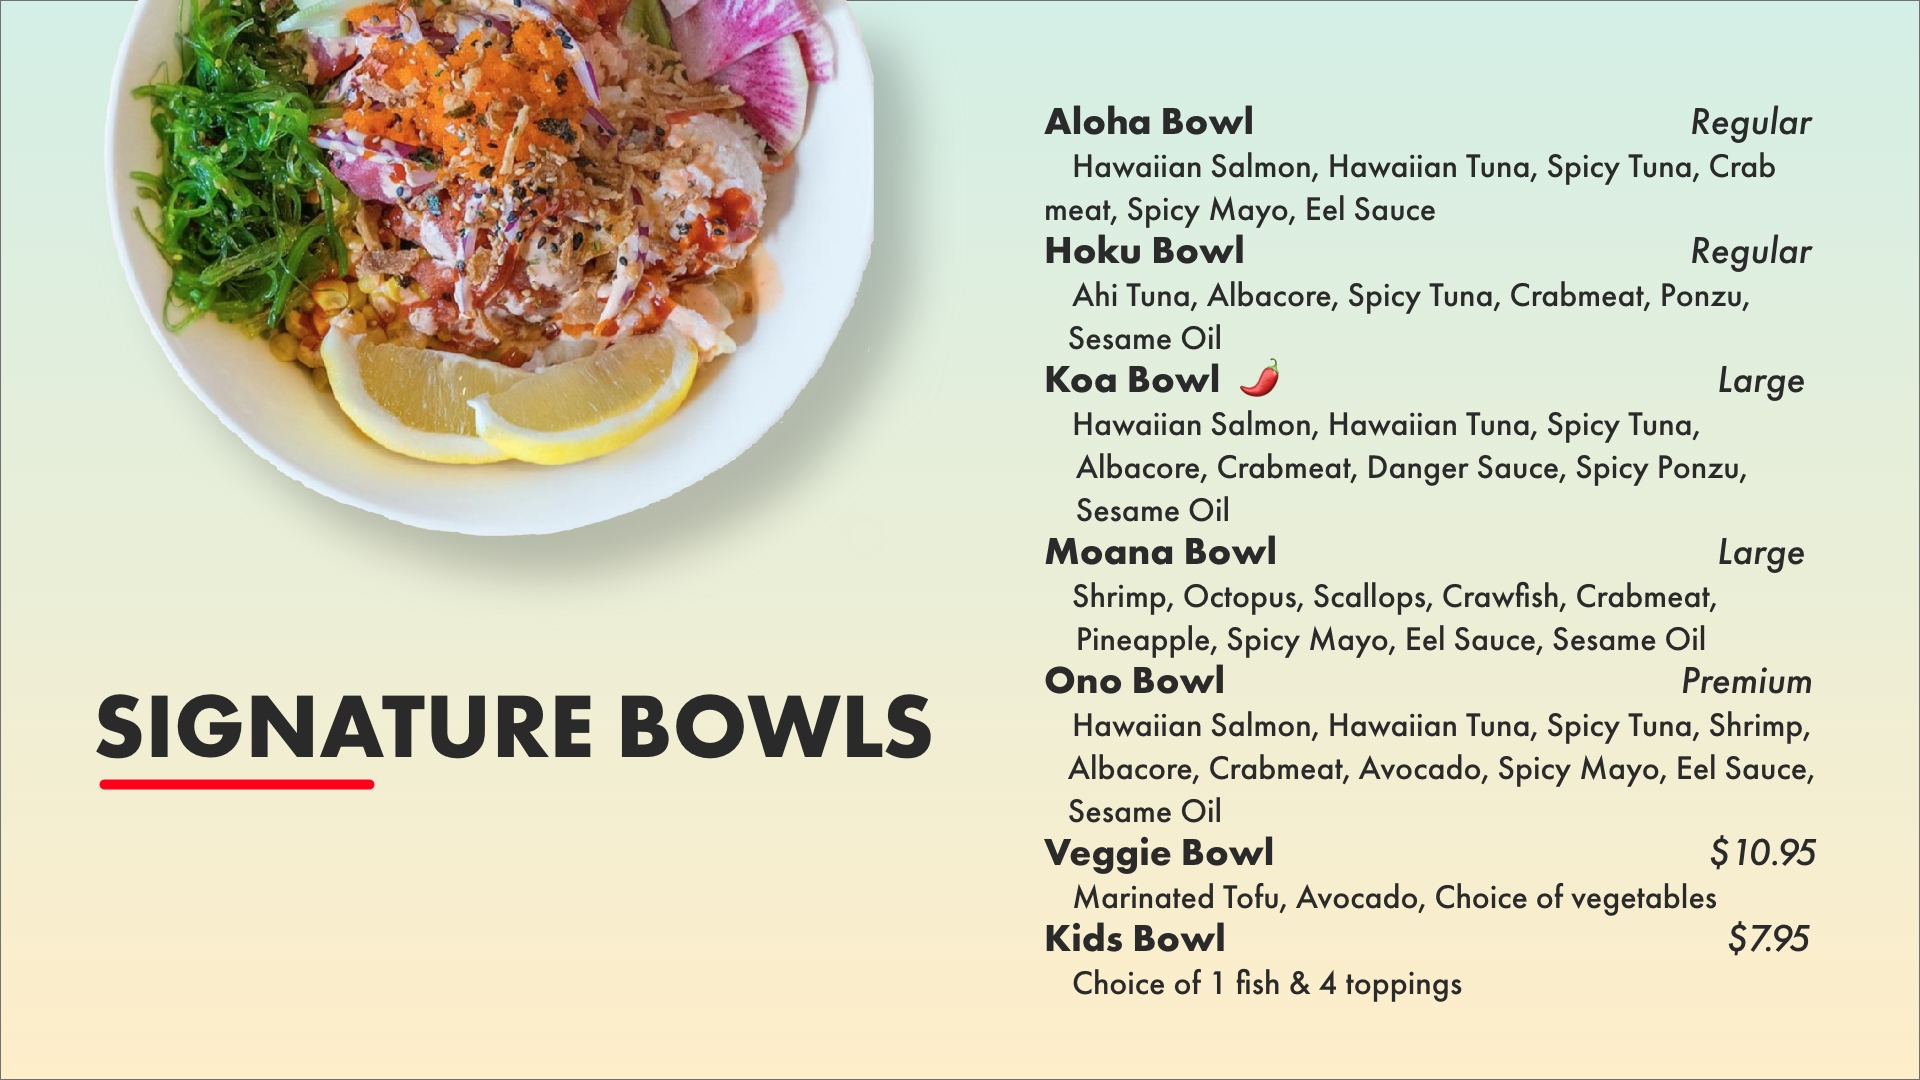 SIGNATURE BOWLS
Aloha Bowl Regular
Hawaiian Salmon, Hawaiian Tuna, Spicy Tuna, Crab
meat, Spicy Mayo, Eel Sauce
Hoku Bowl Regular
Ahi Tuna, Albacore, Spicy Tuna, Crabmeat, Ponzu,
Sesame Oil
Koa Bowl 🌶️ Large
Hawaiian Salmon, Hawaiian Tuna, Spicy Tuna,
Albacore, Crabmeat, Danger Sauce, Spicy Ponzu,
Sesame Oil
Moana Bowl Large
Shrimp, Octopus, Scallops, Crawfish, Crabmeat,
Pineapple, Spicy Mayo, Eel Sauce, Sesame Oil
Ono Bowl Premium
Hawaiian Salmon, Hawaiian Tuna, Spicy Tuna, Shrimp,
Albacore, Crabmeat, Avocado, Spicy Mayo, Eel Sauce,
Sesame Oil
Veggie Bowl $10.95
Marinated Tofu, Avocado, Choice of vegetables
Kids Bowl $7.95
Choice of 1 fish & 4 toppings